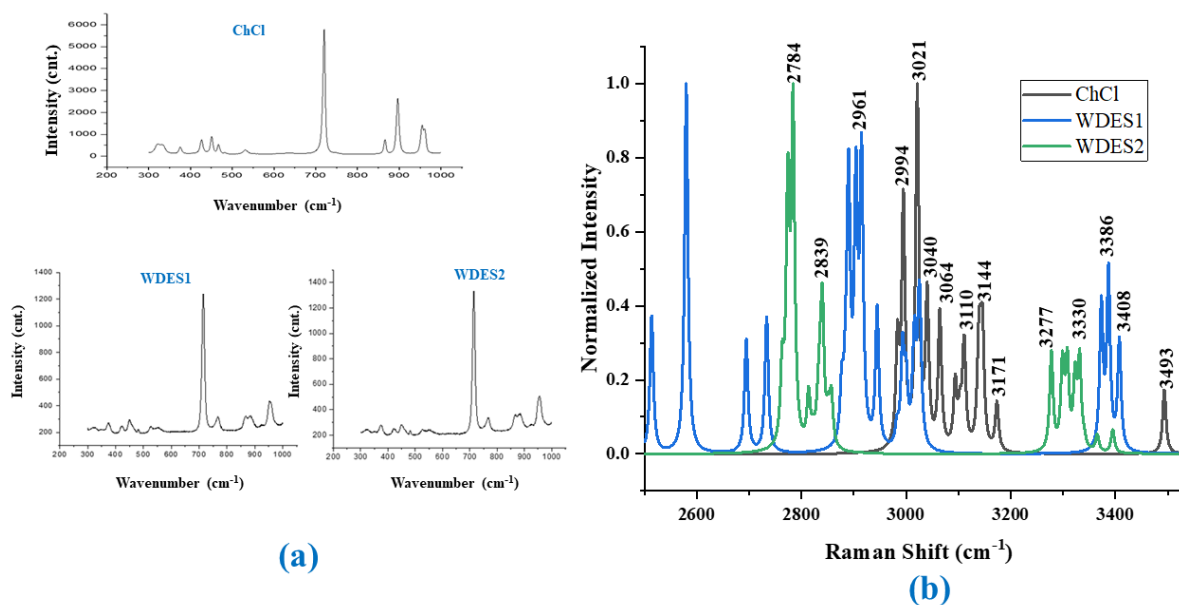 (a)
ChCl
Intensity (cnt.)
6000
5000
4000
3000
2000
1000
0
200 300 400 500 600 700 800 900 1000
Wavenumber (cm-1)
WDES1
Intensity (cnt.)
1400
1200
1000
800
600
400
200
300 400 500 600 700 800 900 1000
Wavenumber (cm-1)
WDES2
Intensity (cnt.)
1400
1200
1000
800
600
400
200
300 400 500 600 700 800 900 1000
Wavenumber (cm-1)
(a)
b
Normalized Intensity
1.0
0.8
0.6
0.4
0.2
0.0
2784
2839
2961
2994
3021
3040
3064
3110
3144
3171
3277
3330
3386
3408
3493
ChCl
WDES1
WDES2
2600 2800 3000 3200 3400
Raman Shift (cm-1)
(b)